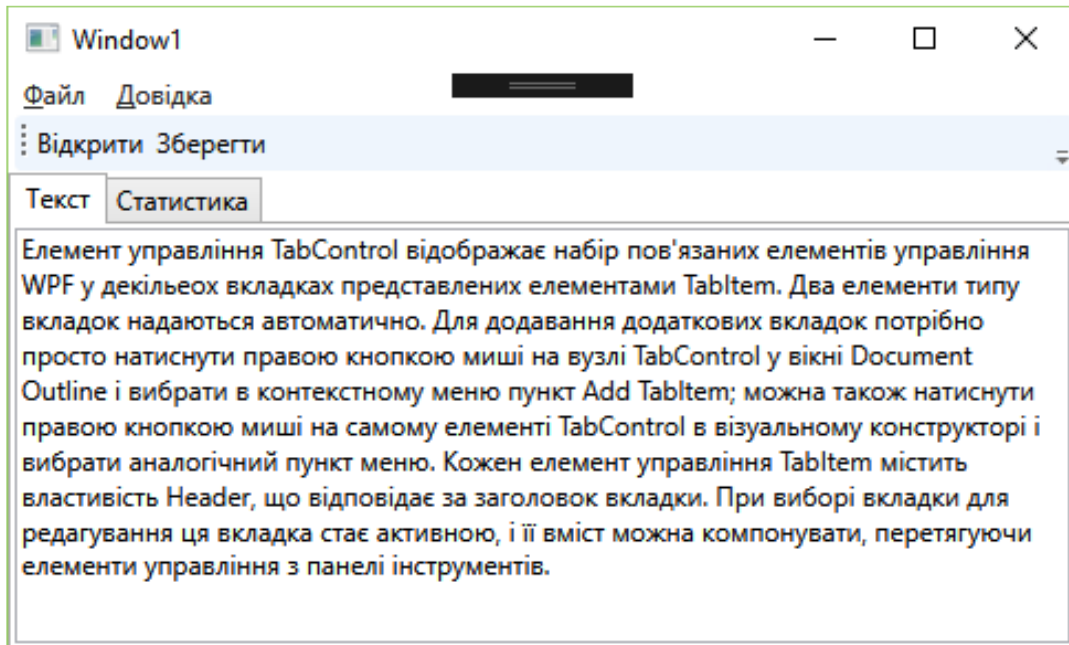 Window1
Файл Довідка
Відкрити Зберегти
Текст Статистика
Елемент управління TabControl відображає набір пов'язаних елементів управління
WPF у декільеох вкладках представлених елементами TabItem. Два елементи типу
вкладок надаються автоматично. Для додавання додаткових вкладок потрібно
просто натиснути правою кнопкою миші на вузлі TabControl у вікні Document
Outline і вибрати в контекстному меню пункт Add TabItem; можна також натиснути
правою кнопкою миші на самому елементі TabControl в візуальному конструкторі і
вибрати аналогічний пункт меню. Кожен елемент управління TabItem містить
властивість Header, що відповідає за заголовок вкладки. При виборі вкладки для
редагування ця вкладка стає активною, і її вміст можна компонувати, перетягуючи
елементи управління з панелі інструментів.